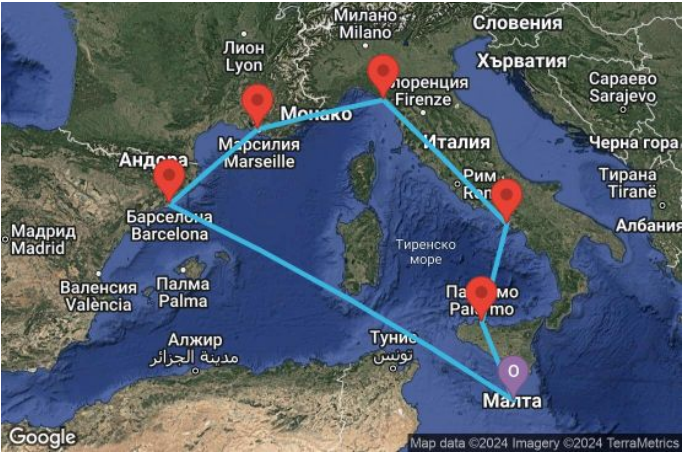 Милано
Milano
Словения
Лион
Lyon
Хърватия
лоренция
Firenze
Сараево
Sarajevo
Монако
Марсилия
Marseille
Италия
Черна гора
Андора
Рим
Тирана
Tiranë
Барселона
Barcelona
Албания
Мадрид
Madrid
Тиренско
море
Валенсия
València
Палма
Palma
Палермо
Palermo
Алжир
مدينة الجزائر
Тунис
تونس
O
Малта
Google
Map data ©2024 Imagery ©2024 TerraMetrics